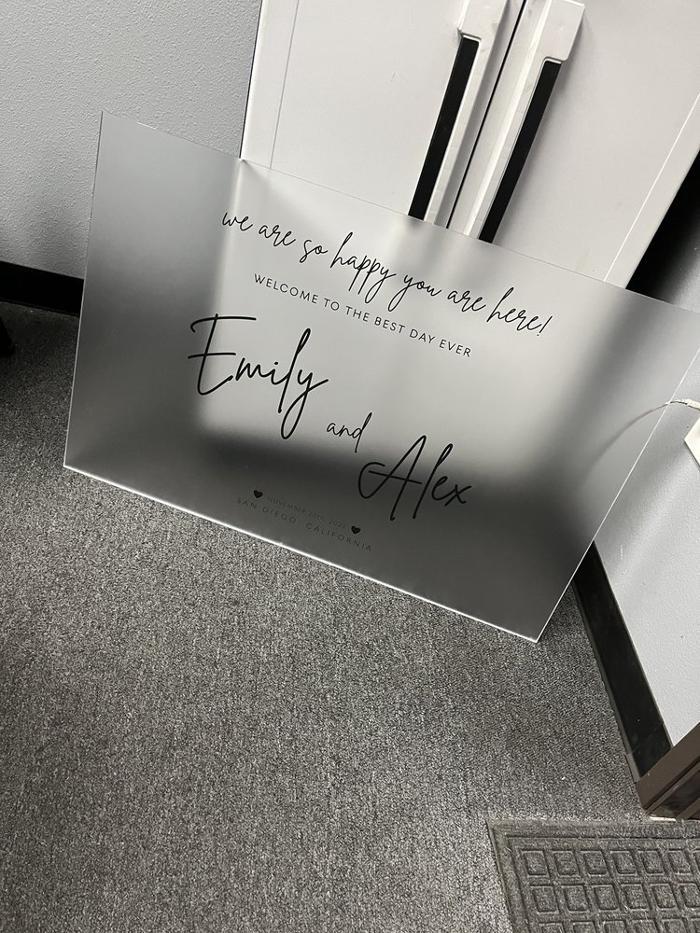 we are so happy you are here!
WELCOME TO THE BEST DAY EVER
Emily
and
Alex
NOVEMBER
SAN DIEGO, CALIFORNIA